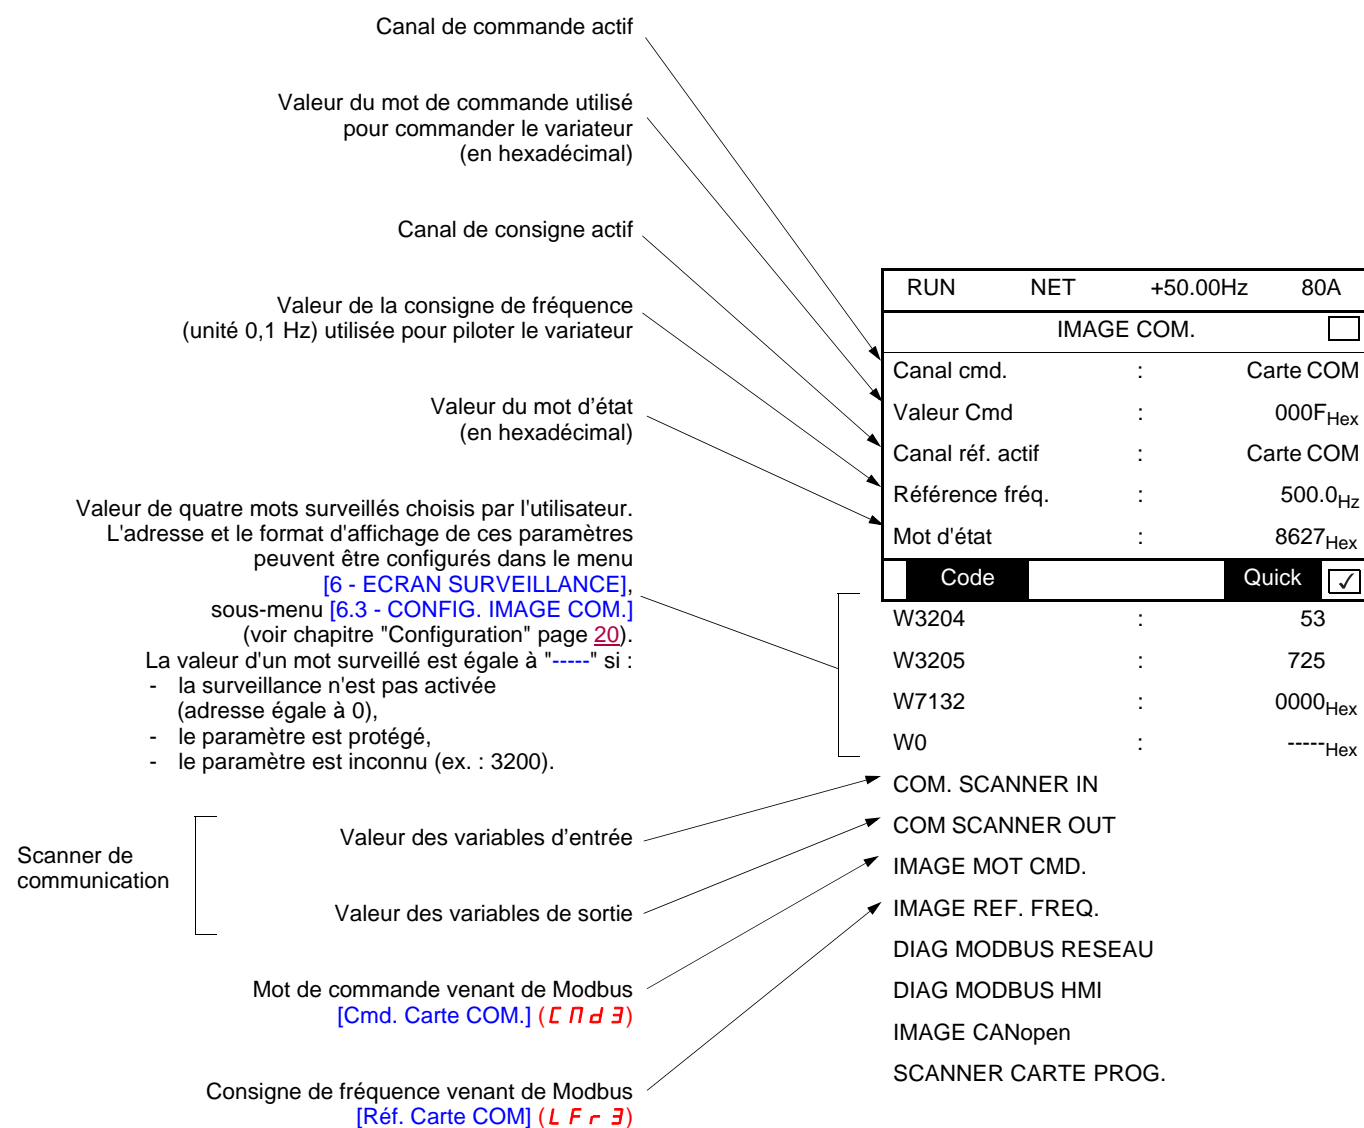 Canal de commande actif
Valeur du mot de commande utilisé
pour commander le variateur
(en hexadécimal)
Canal de consigne actif
Valeur de la consigne de fréquence
(unité 0,1 Hz) utilisée pour piloter le variateur
Valeur du mot d'état
(en hexadécimal)
Valeur de quatre mots surveillés choisis par l'utilisateur.
L'adresse et le format d'affichage de ces paramètres
peuvent être configurés dans le menu
[6 - ECRAN SURVEILLANCE],
sous-menu [6.3 - CONFIG. IMAGE COM.]
(voir chapitre "Configuration" page 20).
La valeur d'un mot surveillé est égale à "-----" si :
- la surveillance n'est pas activée
(adresse égale à 0),
- le paramètre est protégé,
- le paramètre est inconnu (ex. : 3200).
Scanner de
communication
Valeur des variables d'entrée
Valeur des variables de sortie
Mot de commande venant de Modbus
[Cmd. Carte COM.] (CMd3)
Consigne de fréquence venant de Modbus
[Réf. Carte COM] (LFr3)
RUN NET +50.00Hz 80A
IMAGE COM.
Canal cmd. : Carte COM
Valeur Cmd : 000FHex
Canal réf. actif : Carte COM
Référence fréq. : 500.0Hz
Mot d'état : 8627Hex
Code Quick ✓
W3204 : 53
W3205 : 725
W7132 : 0000Hex
W0 : -----Hex
COM. SCANNER IN
COM SCANNER OUT
IMAGE MOT CMD.
IMAGE REF. FREQ.
DIAG MODBUS RESEAU
DIAG MODBUS HMI
IMAGE CANopen
SCANNER CARTE PROG.